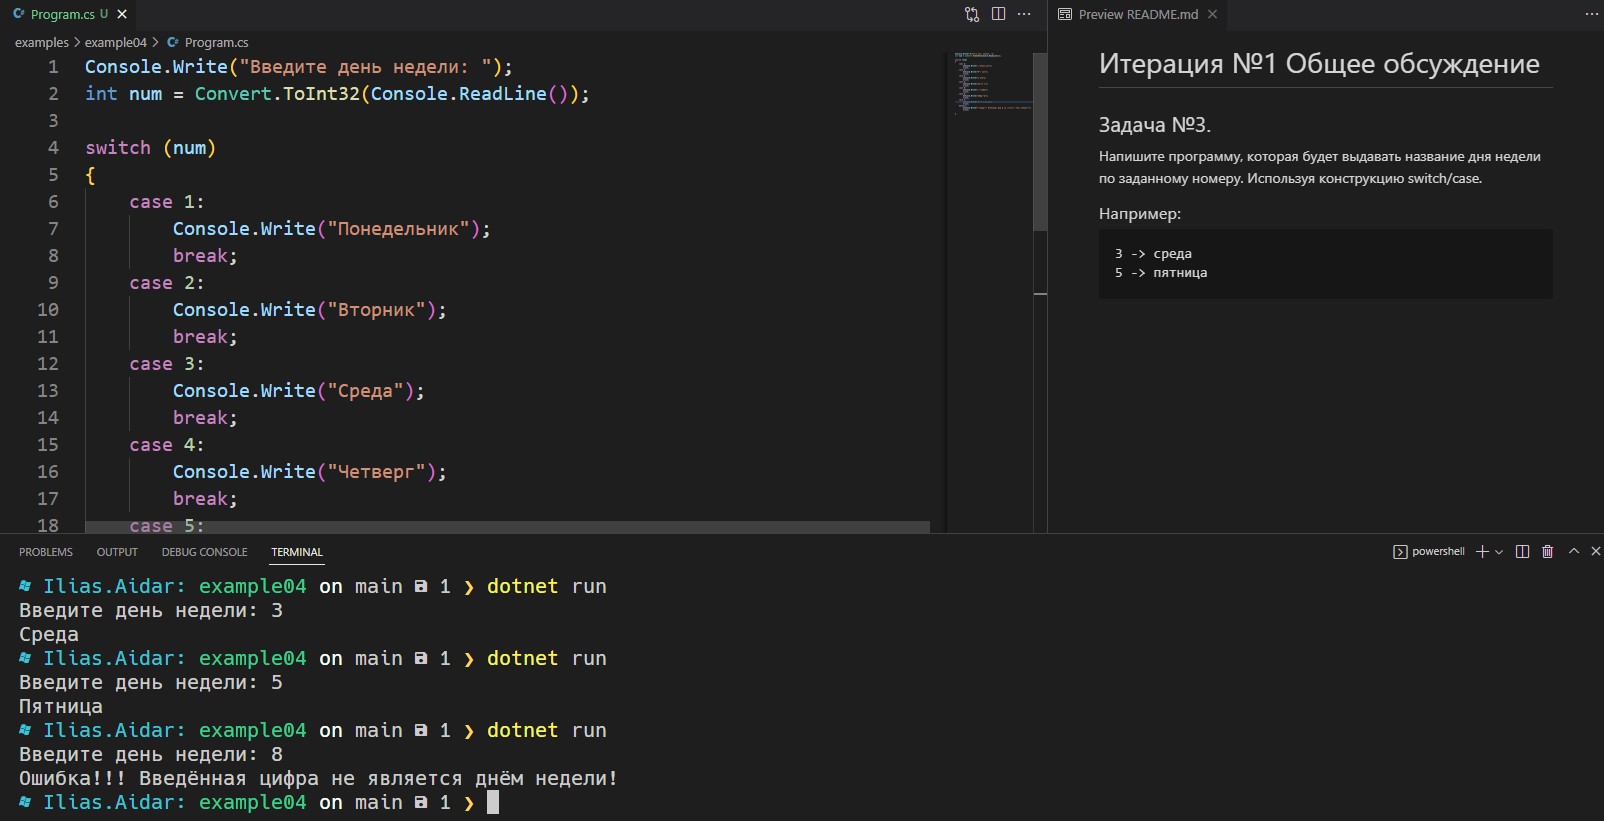 Program.cs U
examples > example04 > Program.cs
1 Console.Write("Введите день недели: ");
2 int num = Convert.ToInt32(Console.ReadLine());
3
4 switch (num)
5 {
6 case 1:
7 Console.Write("Понедельник");
8 break;
9 case 2:
10 Console.Write("Вторник");
11 break;
12 case 3:
13 Console.Write("Среда");
14 break;
15 case 4:
16 Console.Write("Четверг");
17 break;
18 case 5:
Preview README.md
Итерация №1 Общее обсуждение
Задача №3.
Напишите программу, которая будет выдавать название дня недели
по заданному номеру. Используя конструкцию switch/case.
Например:
3 -> среда
5 -> пятница
PROBLEMS OUTPUT DEBUG CONSOLE TERMINAL
powershell
Ilias.Aidar: example04 on main 1 ❯ dotnet run
Введите день недели: 3
Среда
Ilias.Aidar: example04 on main 1 ❯ dotnet run
Введите день недели: 5
Пятница
Ilias.Aidar: example04 on main 1 ❯ dotnet run
Введите день недели: 8
Ошибка!!! Введённая цифра не является днём недели!
Ilias.Aidar: example04 on main 1 ❯